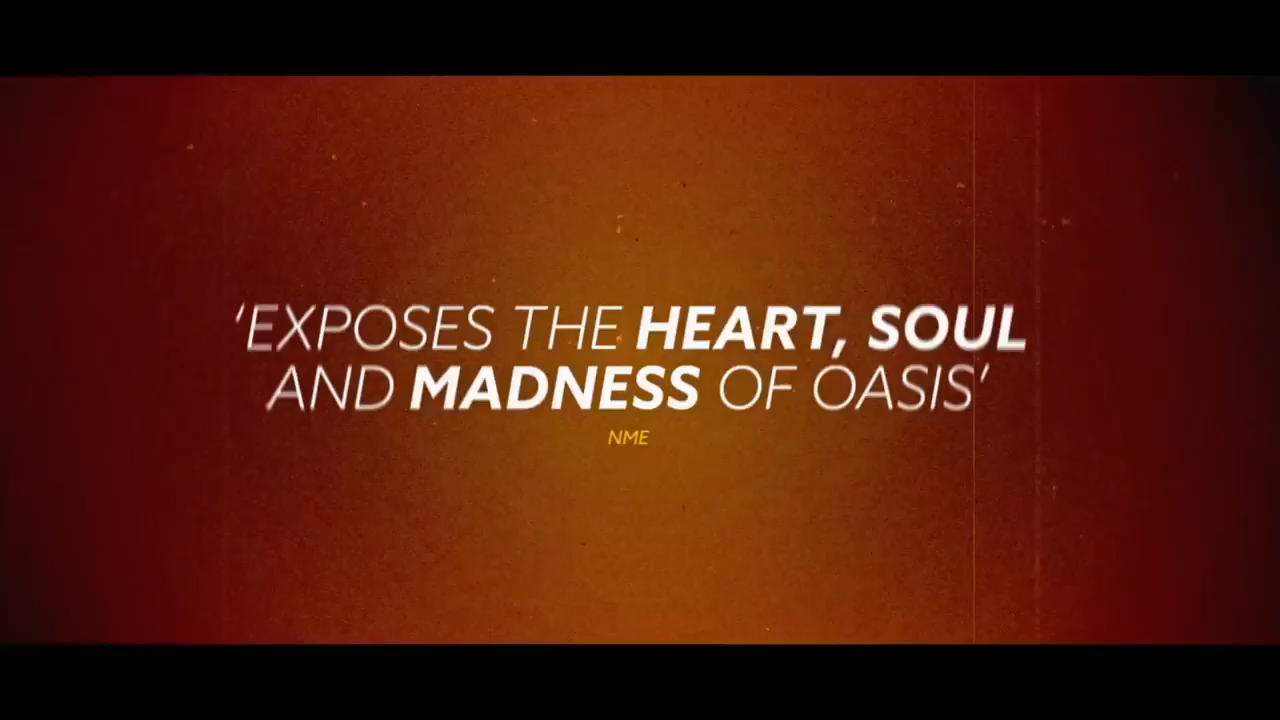 ‘EXPOSES THE HEART, SOUL
AND MADNESS OF OASIS’
NME